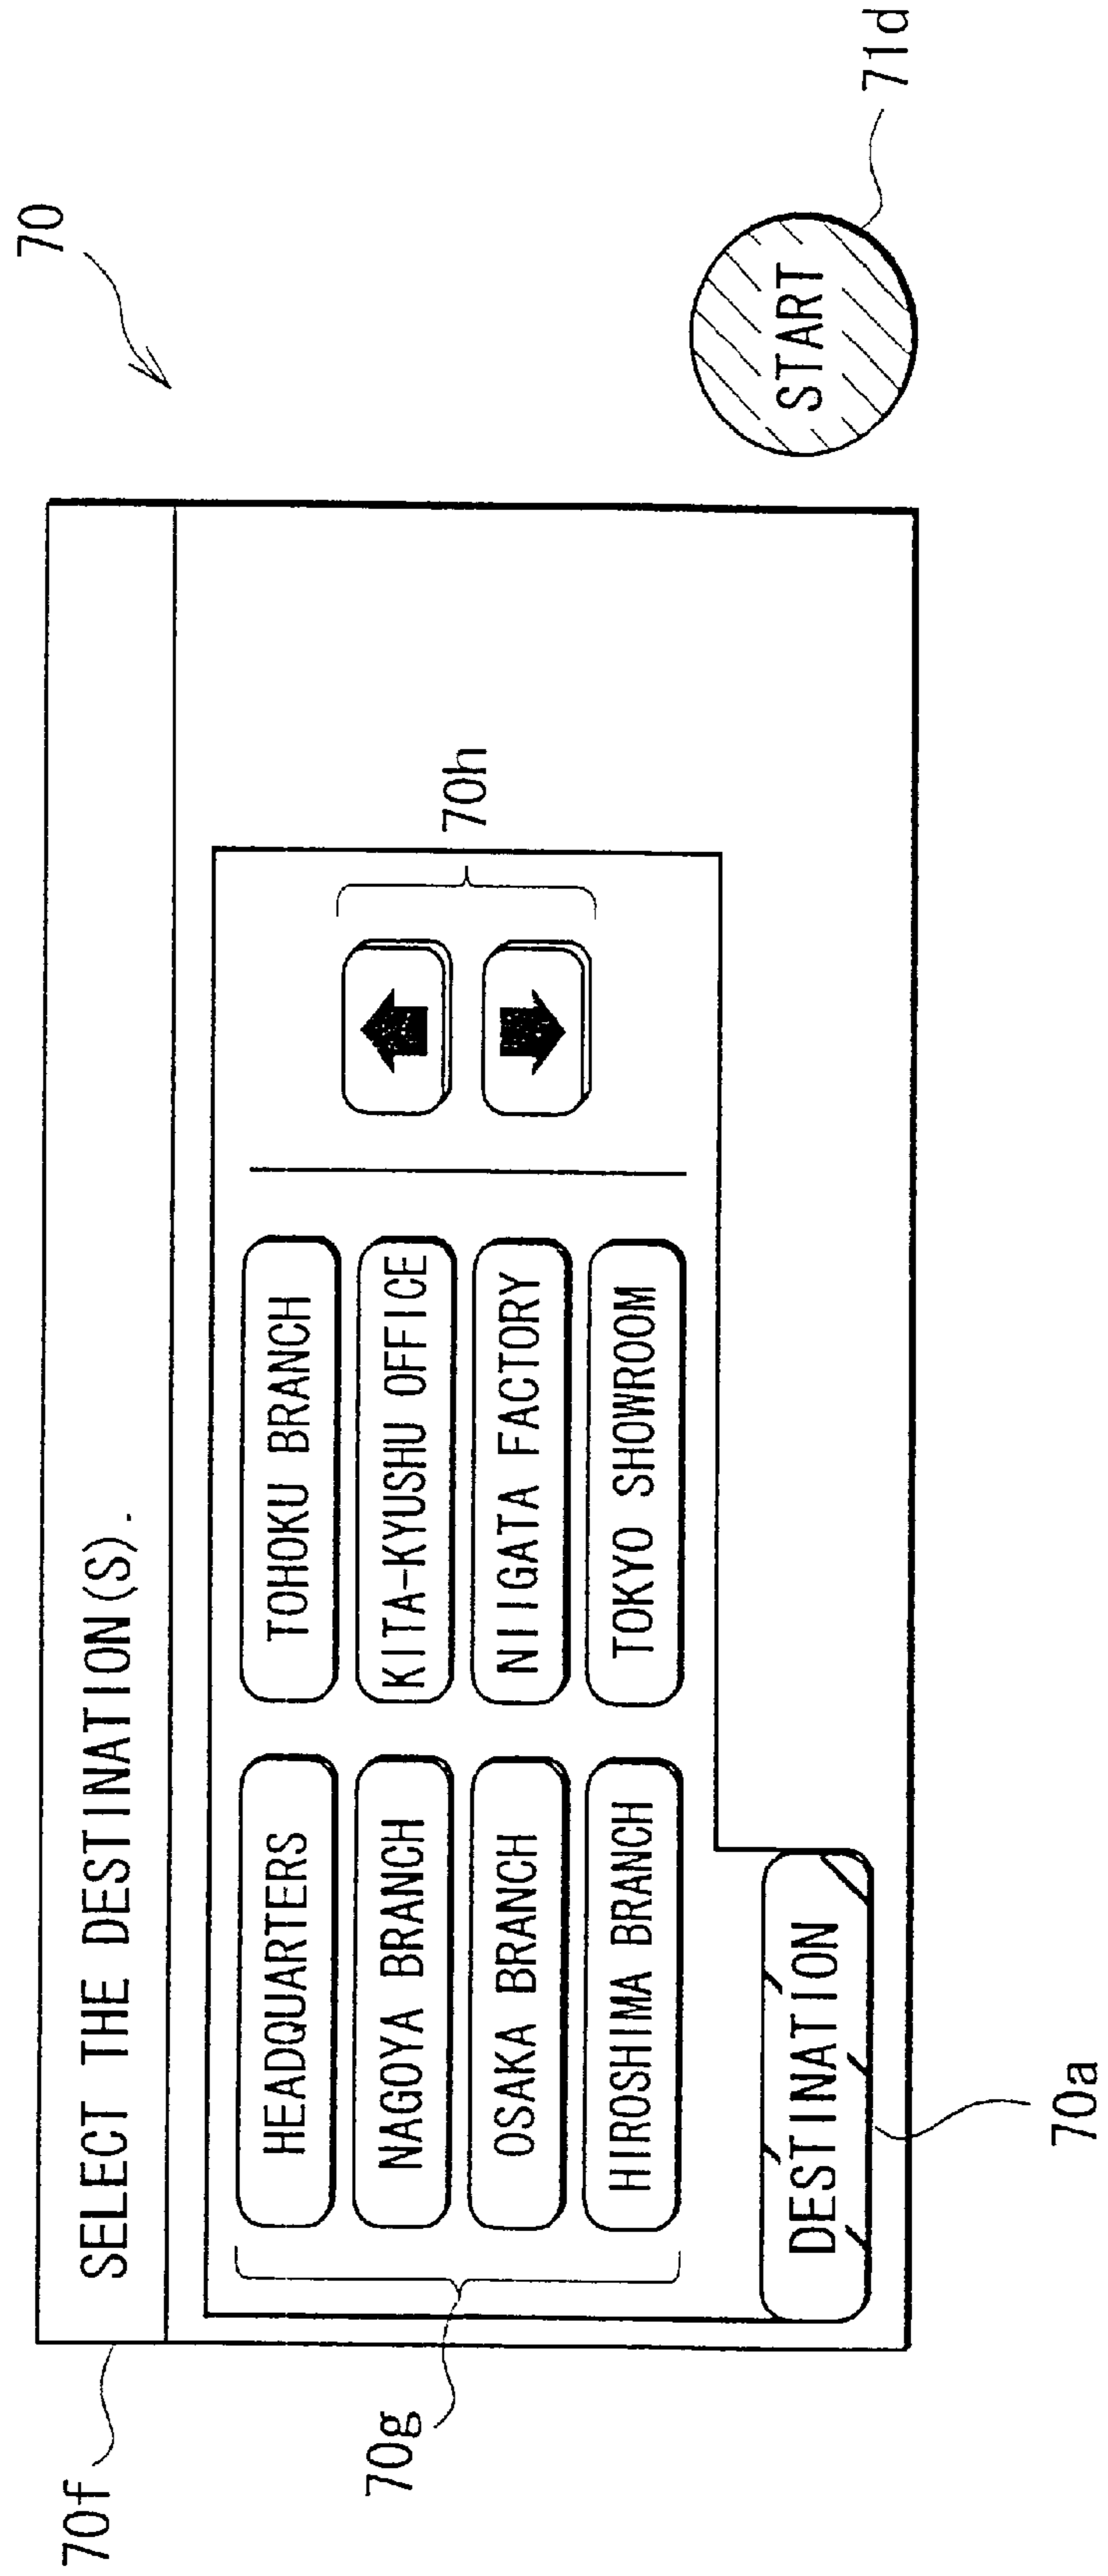 70
70f
SELECT THE DESTINATION(S).
70g
HEADQUARTERS
TOHOKU BRANCH
NAGOYA BRANCH
KITA-KYUSHU OFFICE
OSAKA BRANCH
NIIGATA FACTORY
HIROSHIMA BRANCH
TOKYO SHOWROOM
70h
DESTINATION
70a
START
71d